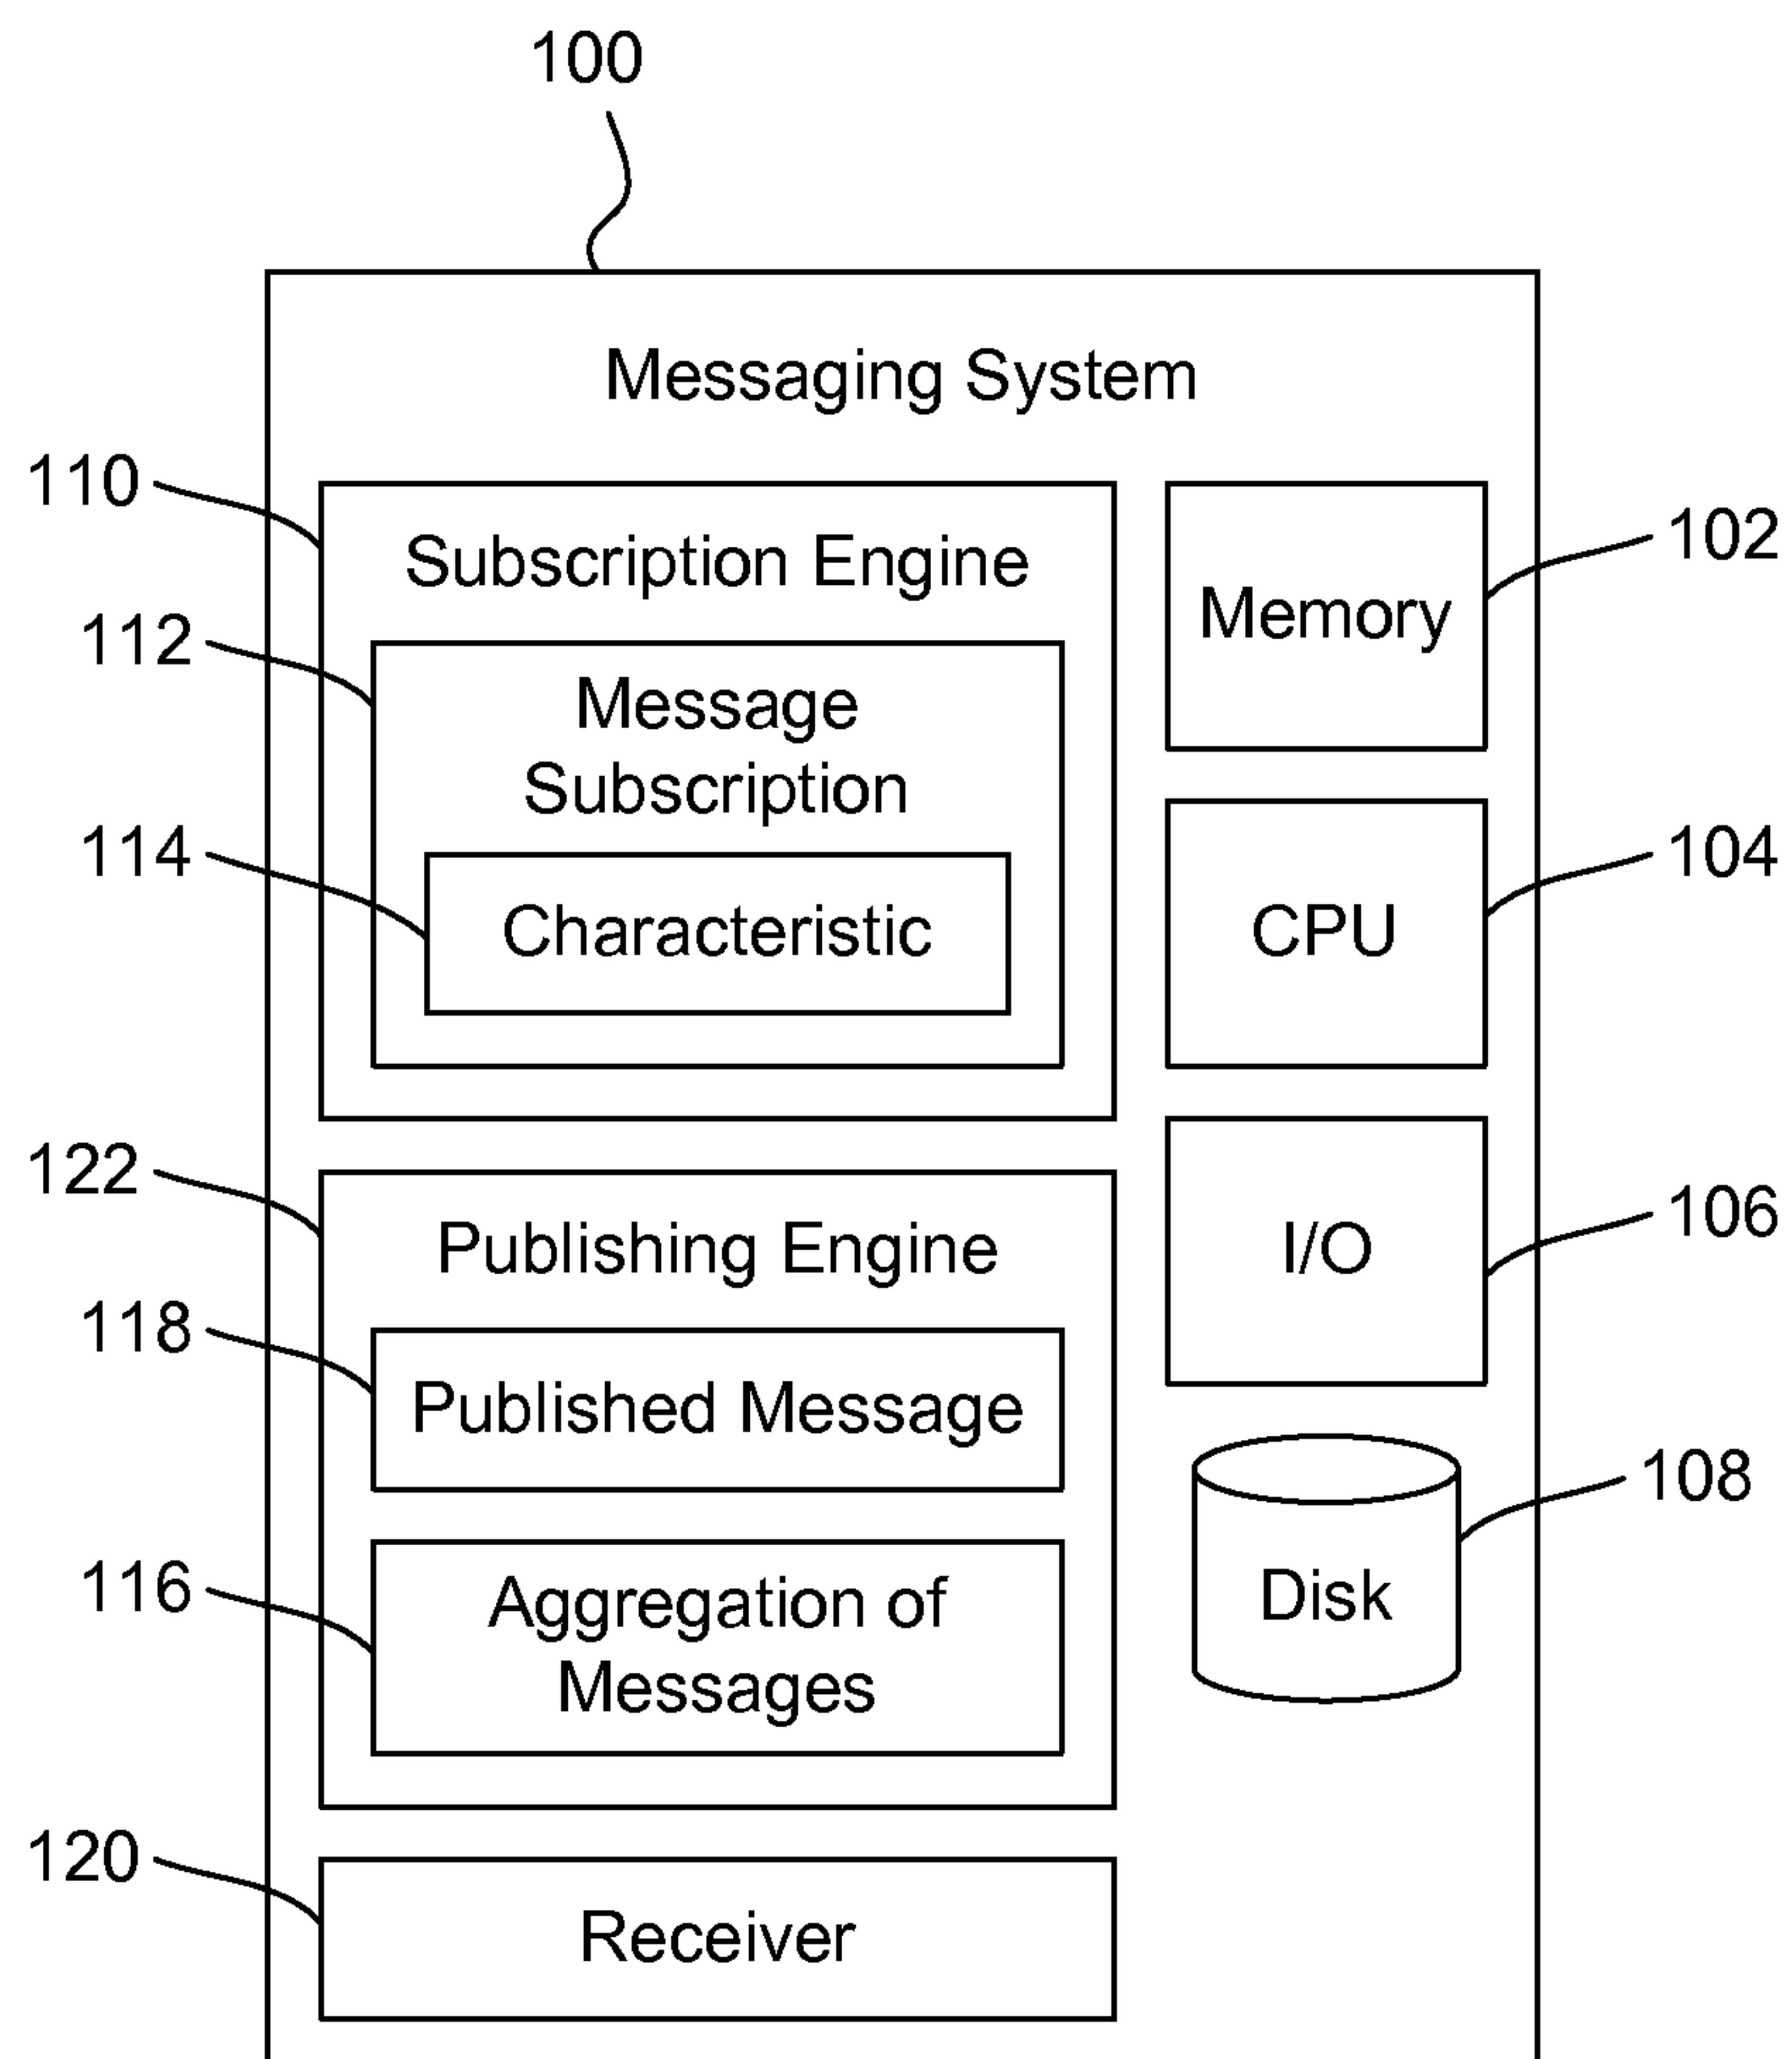 100
Messaging System
110
Subscription Engine
102
Memory
112
Message
Subscription
114
Characteristic
104
CPU
122
Publishing Engine
106
I/O
118
Published Message
108
Disk
116
Aggregation of
Messages
120
Receiver